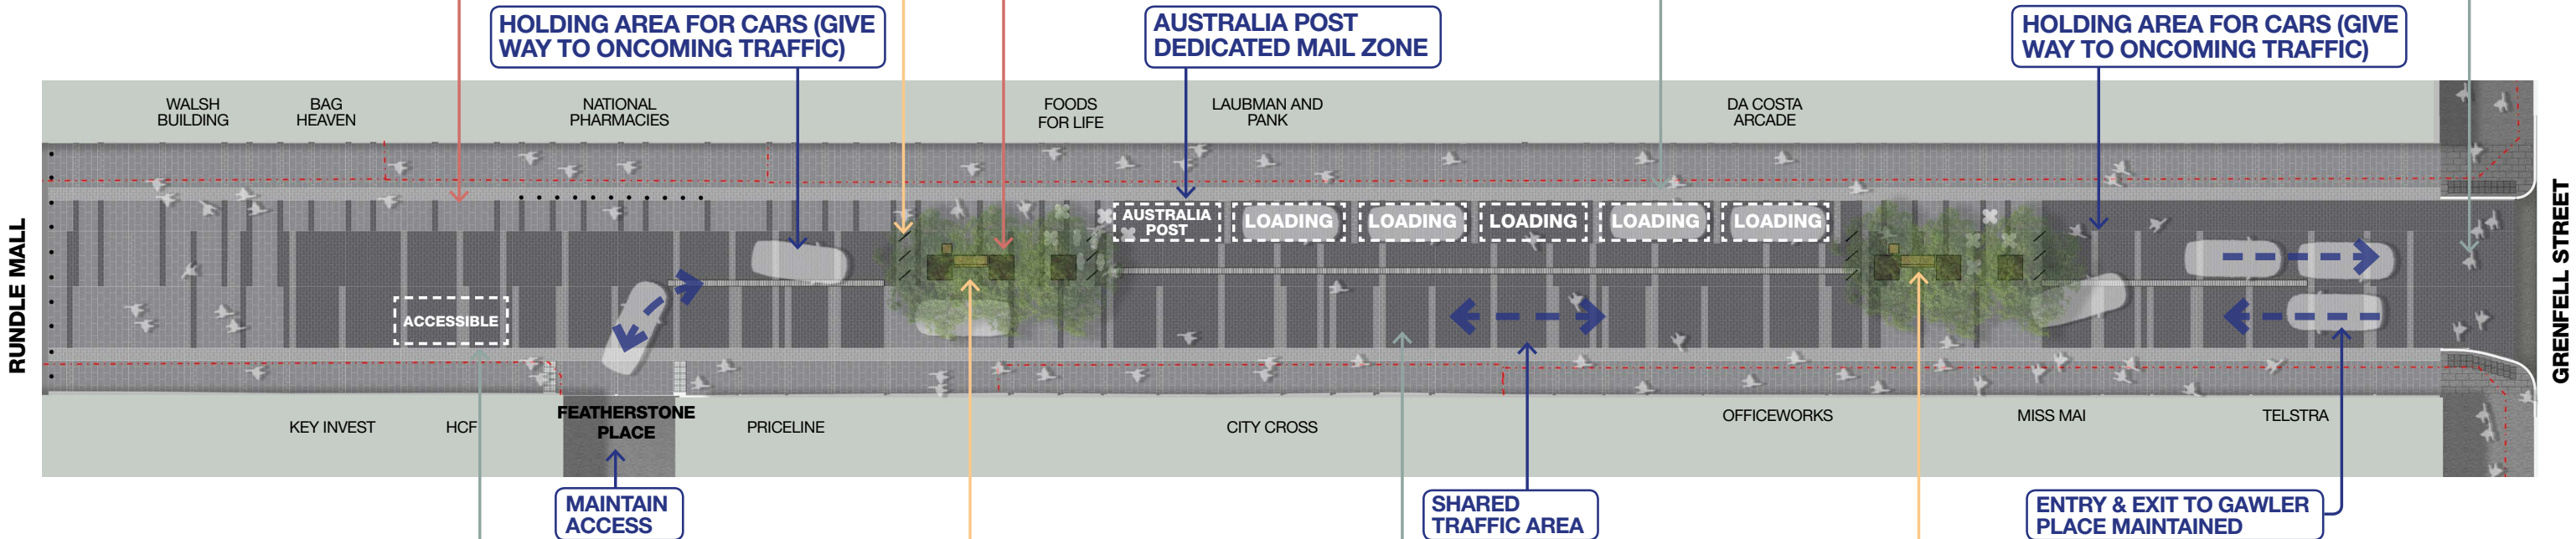 HOLDING AREA FOR CARS (GIVE
WAY TO ONCOMING TRAFFIC)
AUSTRALIA POST
DEDICATED MAIL ZONE
HOLDING AREA FOR CARS (GIVE
WAY TO ONCOMING TRAFFIC)
WALSH
BUILDING
BAG
HEAVEN
NATIONAL
PHARMACIES
FOODS
FOR LIFE
LAUBMAN AND
PANK
DA COSTA
ARCADE
RUNDLE MALL
ACCESSIBLE
AUSTRALIA
POST
LOADING
LOADING
LOADING
LOADING
LOADING
GRENFELL STREET
KEY INVEST
HCF
FEATHERSTONE
PLACE
PRICELINE
CITY CROSS
OFFICEWORKS
MISS MAI
TELSTRA
MAINTAIN
ACCESS
SHARED
TRAFFIC AREA
ENTRY & EXIT TO GAWLER
PLACE MAINTAINED